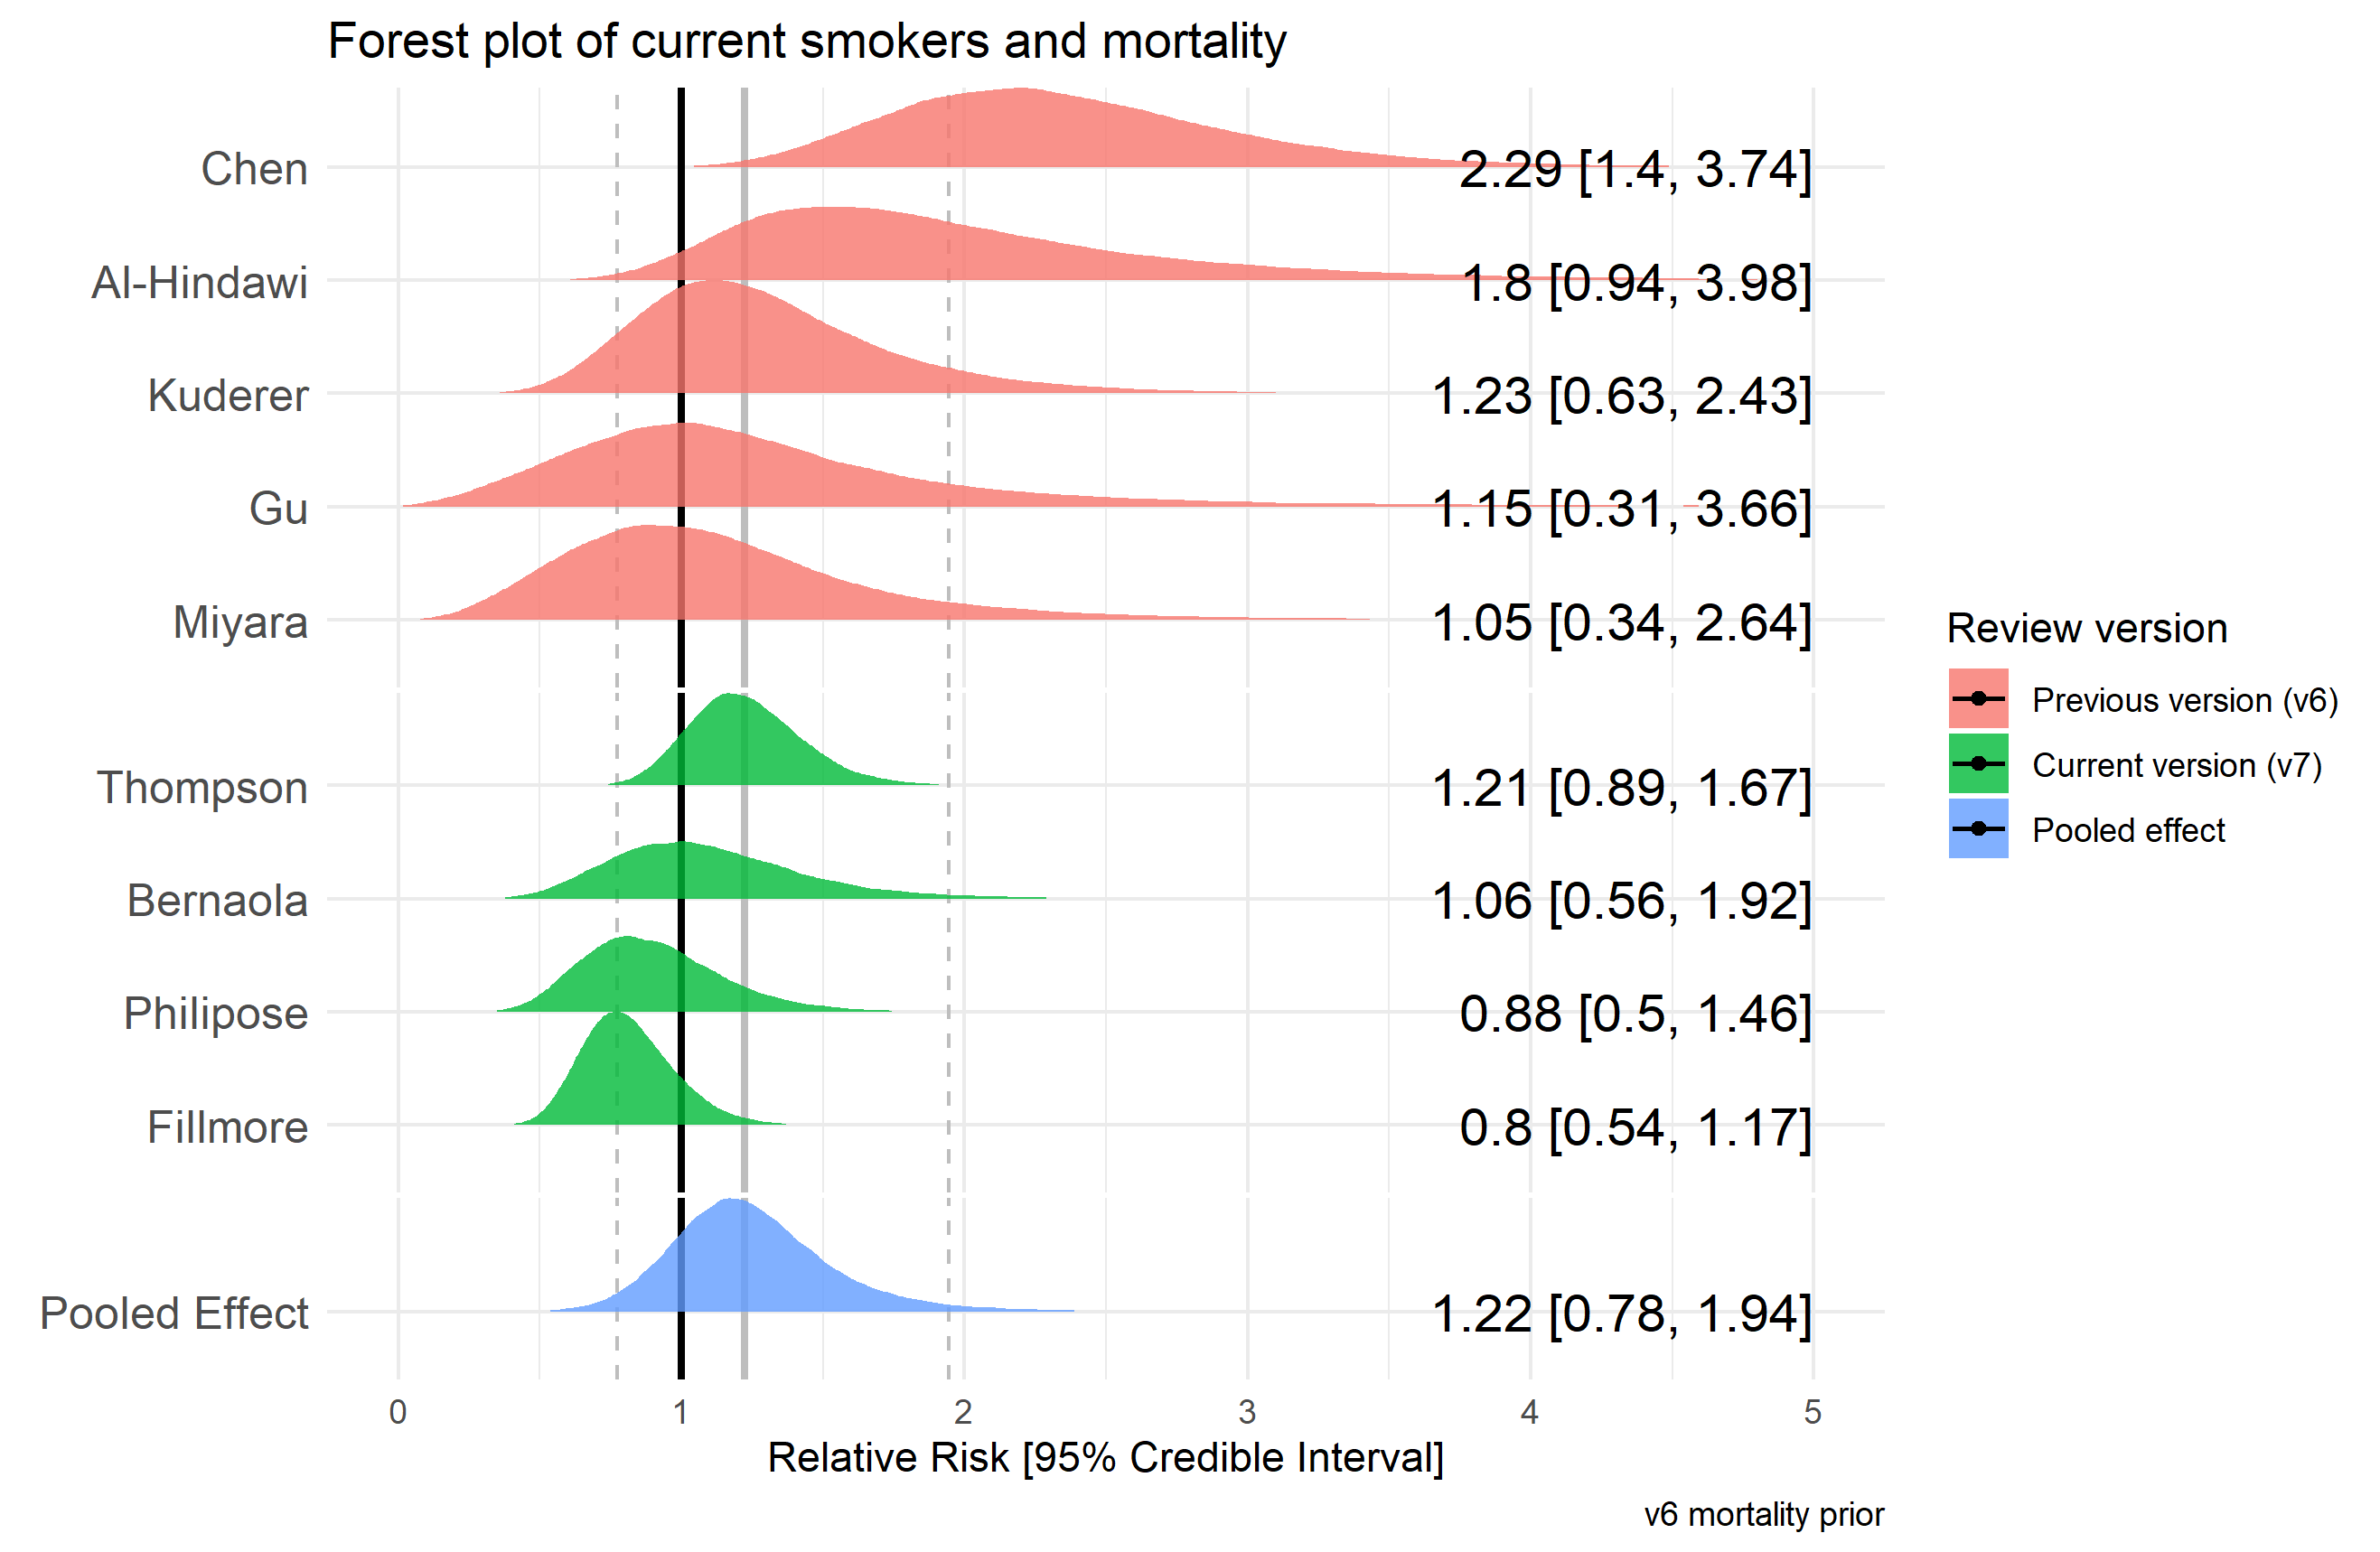 Forest plot of current smokers and mortality
Chen 2.29 [1.4, 3.74]
Al-Hindawi 1.8 [0.94, 3.98]
Kuderer 1.23 [0.63, 2.43]
Gu 1.15 [0.31, 3.66]
Miyara 1.05 [0.34, 2.64]
Thompson 1.21 [0.89, 1.67]
Bernaola 1.06 [0.56, 1.92]
Philipose 0.88 [0.5, 1.46]
Fillmore 0.8 [0.54, 1.17]
Pooled Effect 1.22 [0.78, 1.94]
0 1 2 3 4 5
Relative Risk [95% Credible Interval]
v6 mortality prior
Review version
Previous version (v6)
Current version (v7)
Pooled effect